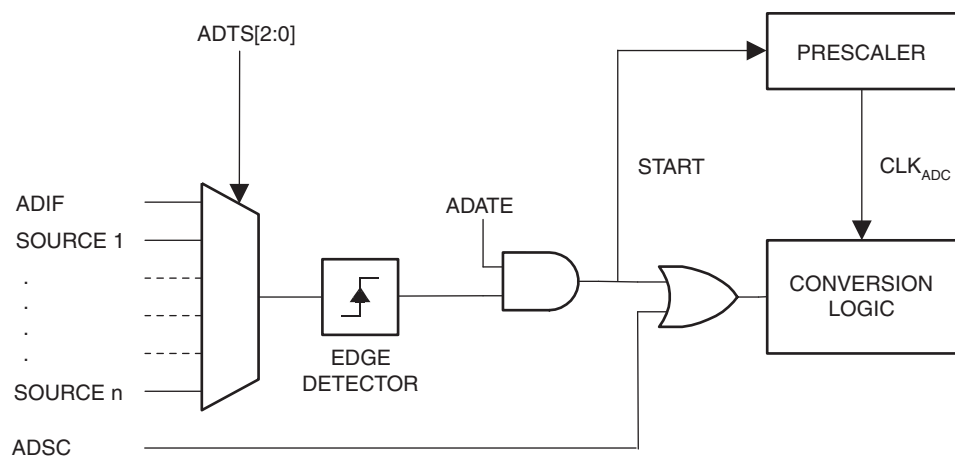 ADTS[2:0]
PRESCALER
START
CLKADC
ADIF
ADATE
SOURCE 1
.
.
.
.
CONVERSION
LOGIC
EDGE
DETECTOR
SOURCE n
ADSC